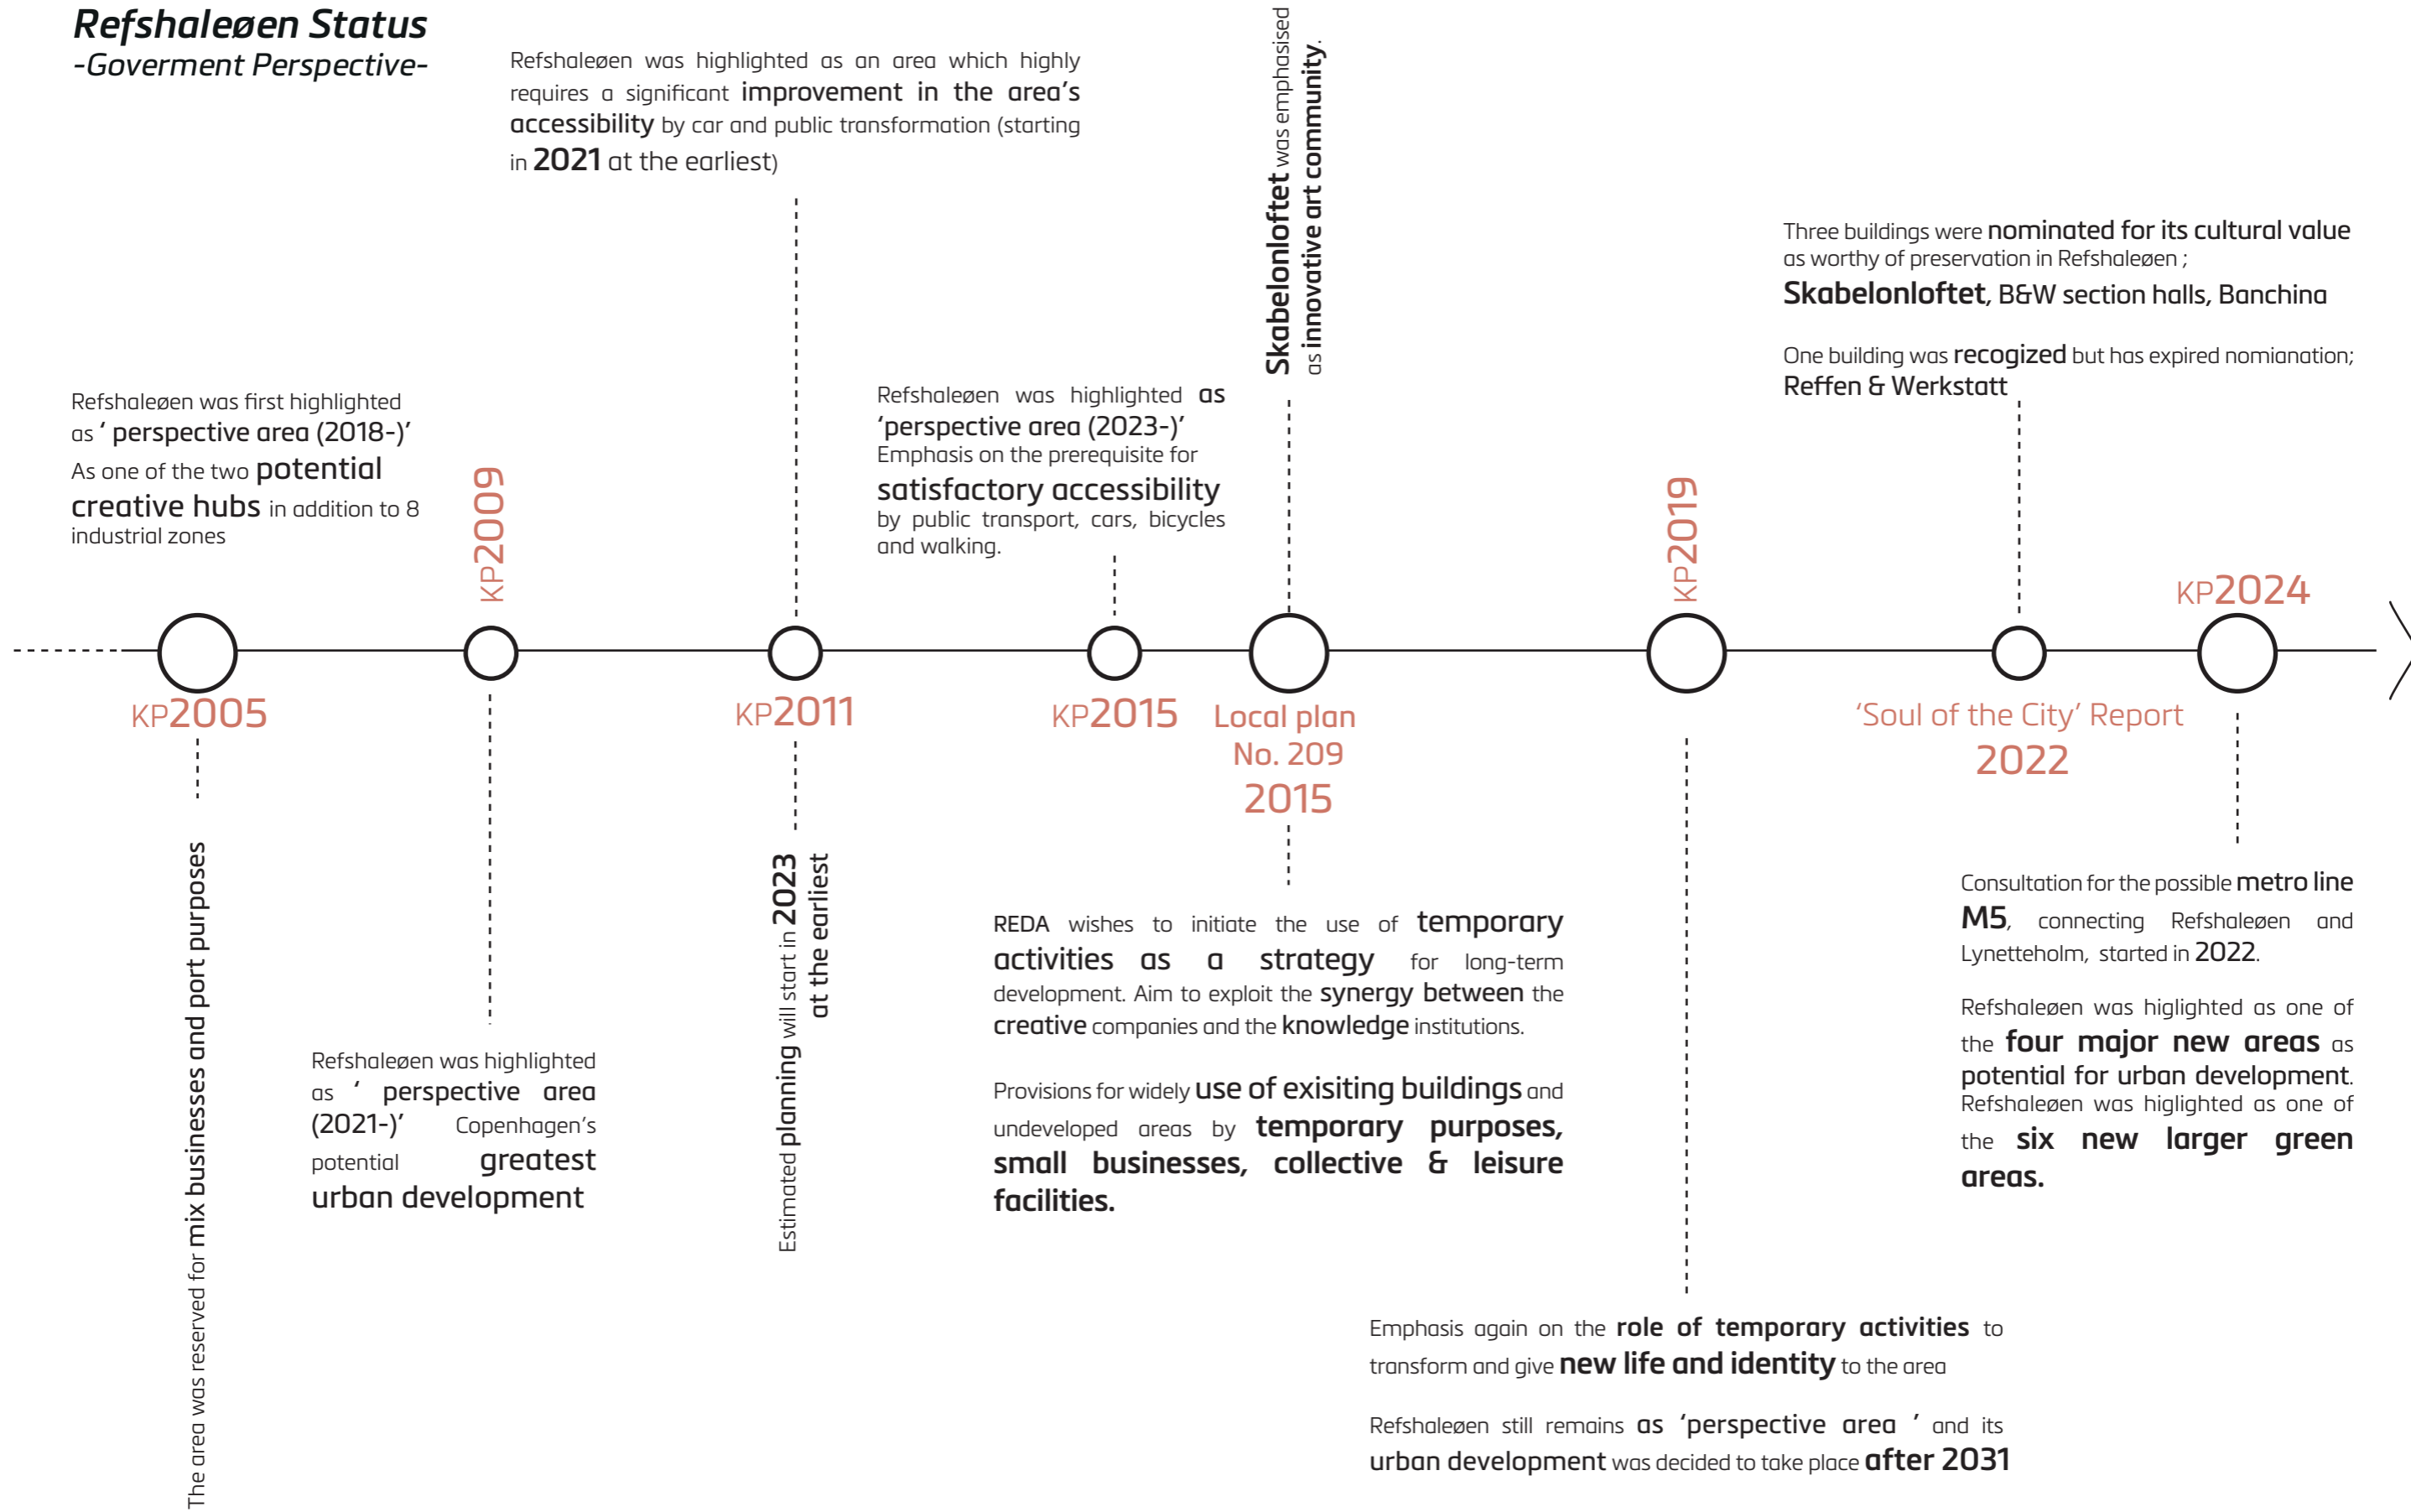 Refshaleøen Status
-Goverment Perspective-
Refshaleøen was first highlighted
as ‘ perspective area (2018-)’
As one of the two potential
creative hubs in addition to 8
industrial zones
KP2005
The area was reserved for mix businesses and port purposes
KP2009
Refshaleøen was highlighted
as ‘ perspective area
(2021-)’ Copenhagen’s
potential greatest
urban development
Refshaleøen was highlighted as an area which highly
requires a significant improvement in the area’s
accessibility by car and public transformation (starting
in 2021 at the earliest)
KP2011
Estimated planning will start in 2023
at the earliest
Refshaleøen was highlighted as
‘perspective area (2023-)’
Emphasis on the prerequisite for
satisfactory accessibility
by public transport, cars, bicycles
and walking.
KP2015
Skabelonloftet was emphasised
as innovative art community.
Local plan
No. 209
2015
REDA wishes to initiate the use of temporary
activities as a strategy for long-term
development. Aim to exploit the synergy between the
creative companies and the knowledge institutions.
Provisions for widely use of exisiting buildings and
undeveloped areas by temporary purposes,
small businesses, collective & leisure
facilities.
KP2019
Emphasis again on the role of temporary activities to
transform and give new life and identity to the area
Refshaleøen still remains as ‘perspective area ’ and its
urban development was decided to take place after 2031
Three buildings were nominated for its cultural value
as worthy of preservation in Refshaleøen ;
Skabelonloftet, B&W section halls, Banchina
One building was recogized but has expired nomianation;
Reffen & Werkstatt
‘Soul of the City’ Report
2022
KP2024
Consultation for the possible metro line
M5, connecting Refshaleøen and
Lynetteholm, started in 2022.
Refshaleøen was higlighted as one of
the four major new areas as
potential for urban development.
Refshaleøen was higlighted as one of
the six new larger green
areas.